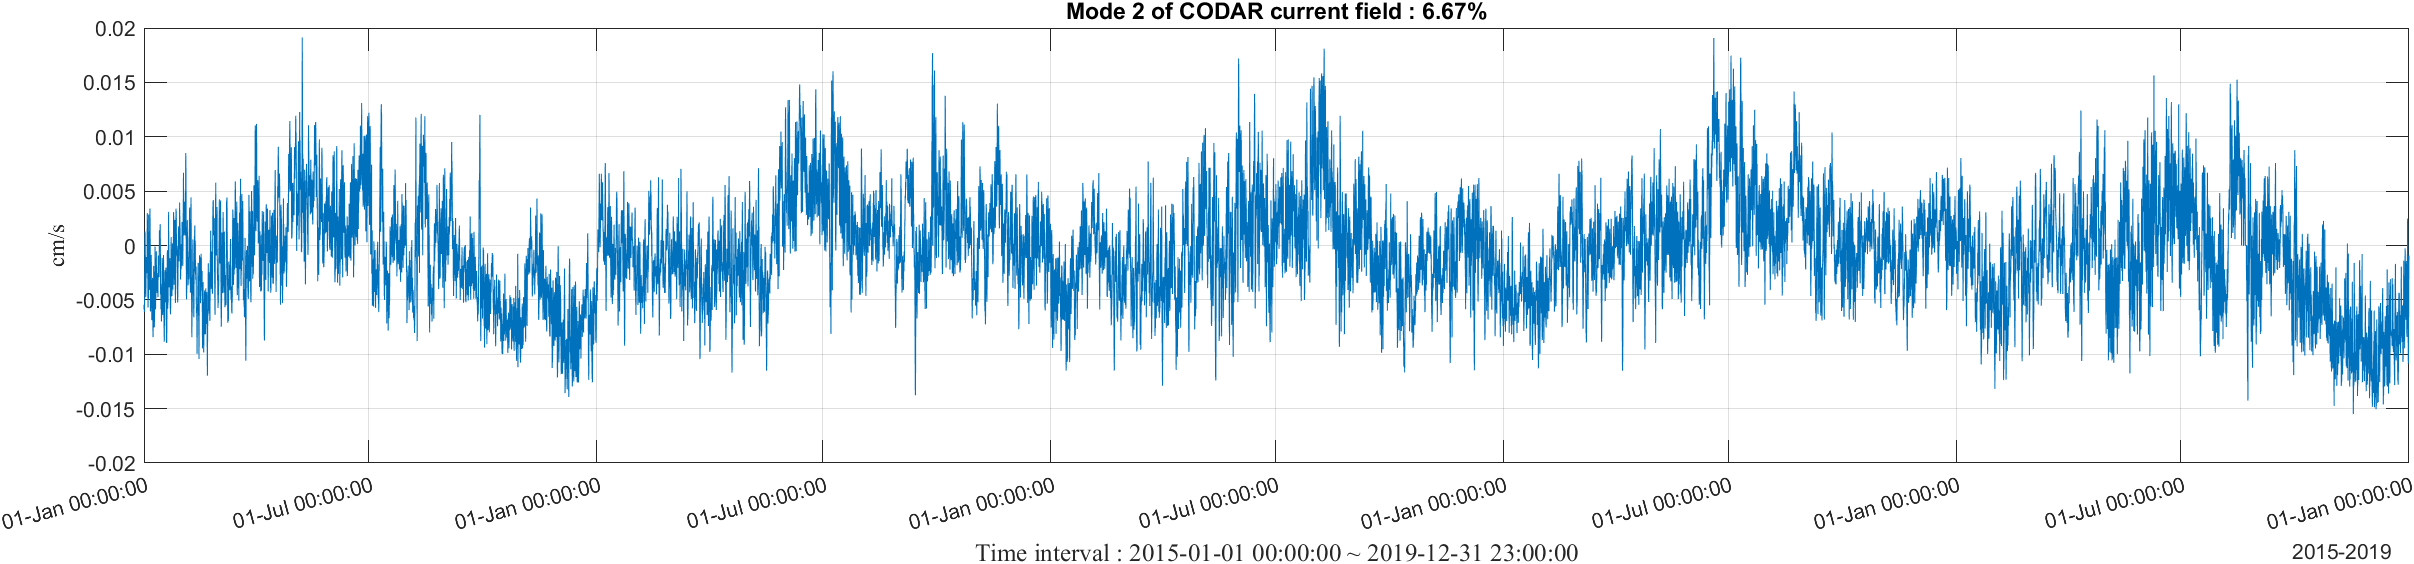 Mode 2 of CODAR current field : 6.67%
0.02
0.015
0.01
0.005
0
-0.005
-0.01
-0.015
-0.02
cm/s
01-Jan 00:00:00
01-Jul 00:00:00
01-Jan 00:00:00
01-Jul 00:00:00
01-Jan 00:00:00
01-Jul 00:00:00
01-Jan 00:00:00
01-Jul 00:00:00
01-Jan 00:00:00
01-Jul 00:00:00
01-Jan 00:00:00
Time interval : 2015-01-01 00:00:00 ~ 2019-12-31 23:00:00
2015-2019